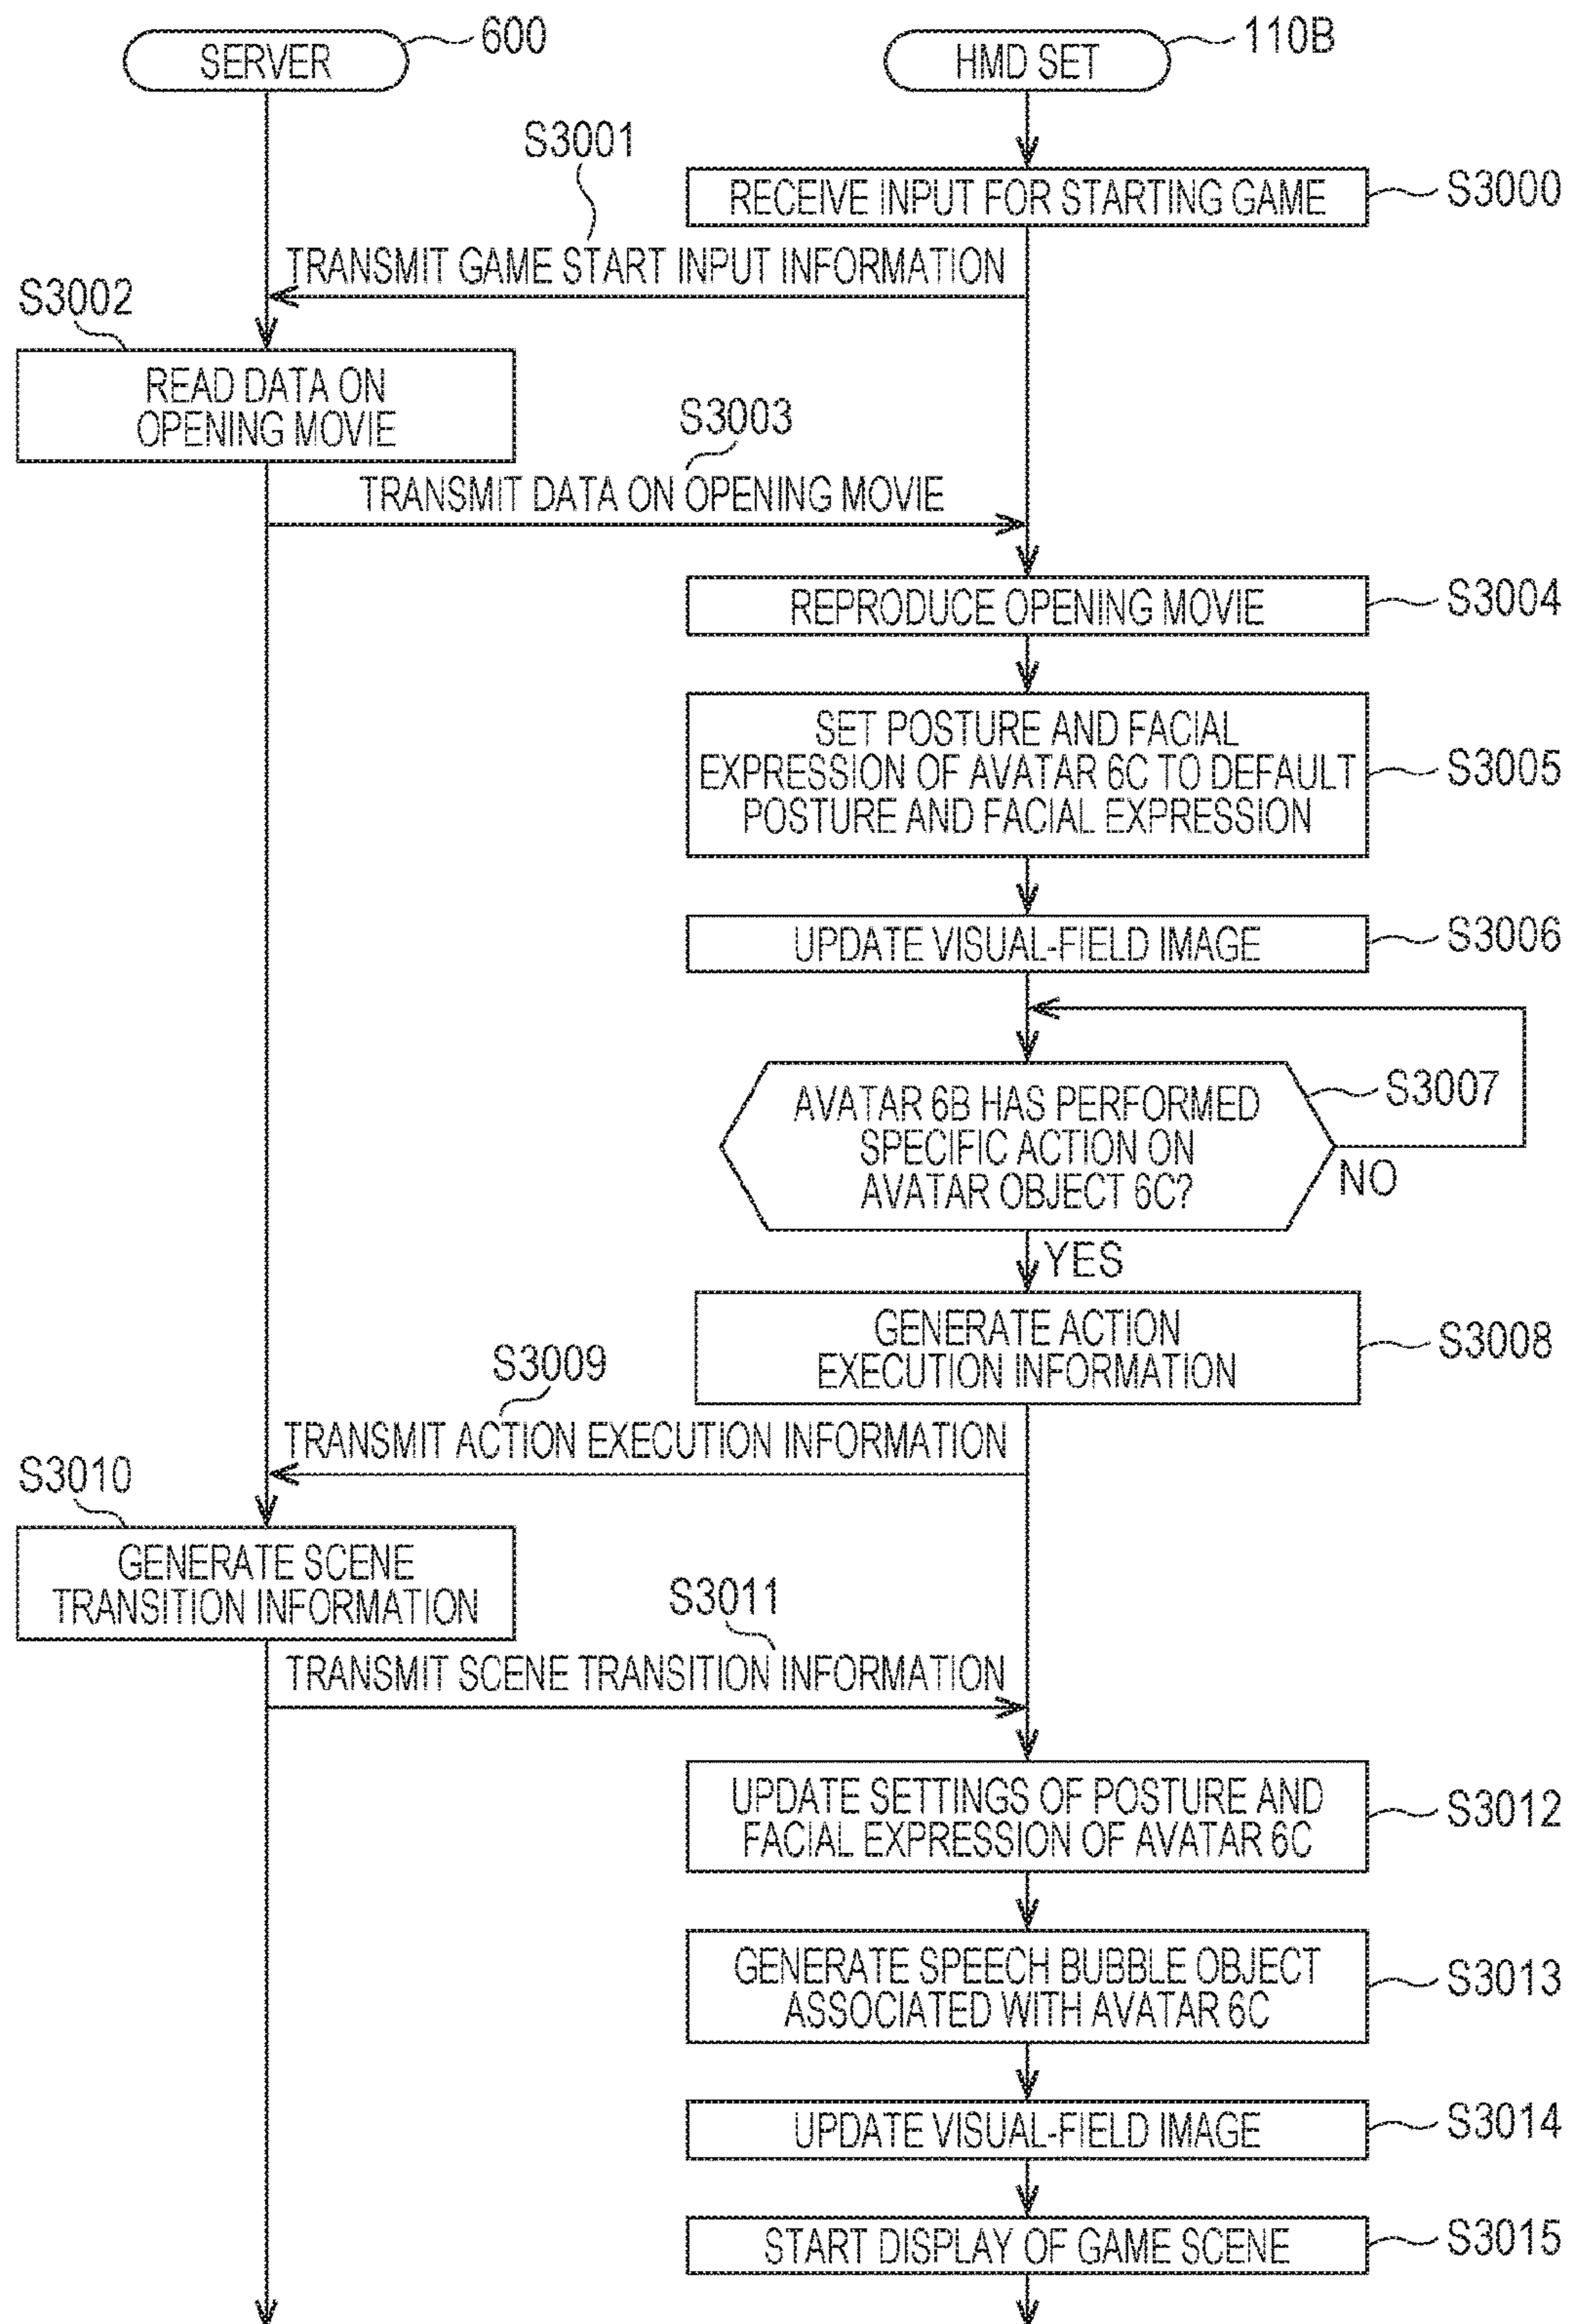 SERVER
600
HMD SET
110B
S3001
RECEIVE INPUT FOR STARTING GAME
S3000
TRANSMIT GAME START INPUT INFORMATION
S3002
READ DATA ON
OPENING MOVIE
S3003
TRANSMIT DATA ON OPENING MOVIE
REPRODUCE OPENING MOVIE
S3004
SET POSTURE AND FACIAL
EXPRESSION OF AVATAR 6C TO DEFAULT
POSTURE AND FACIAL EXPRESSION
S3005
UPDATE VISUAL-FIELD IMAGE
S3006
AVATAR 6B HAS PERFORMED
SPECIFIC ACTION ON
AVATAR OBJECT 6C?
S3007
NO
YES
GENERATE ACTION
EXECUTION INFORMATION
S3008
S3009
TRANSMIT ACTION EXECUTION INFORMATION
S3010
GENERATE SCENE
TRANSITION INFORMATION
S3011
TRANSMIT SCENE TRANSITION INFORMATION
UPDATE SETTINGS OF POSTURE AND
FACIAL EXPRESSION OF AVATAR 6C
S3012
GENERATE SPEECH BUBBLE OBJECT
ASSOCIATED WITH AVATAR 6C
S3013
UPDATE VISUAL-FIELD IMAGE
S3014
START DISPLAY OF GAME SCENE
S3015